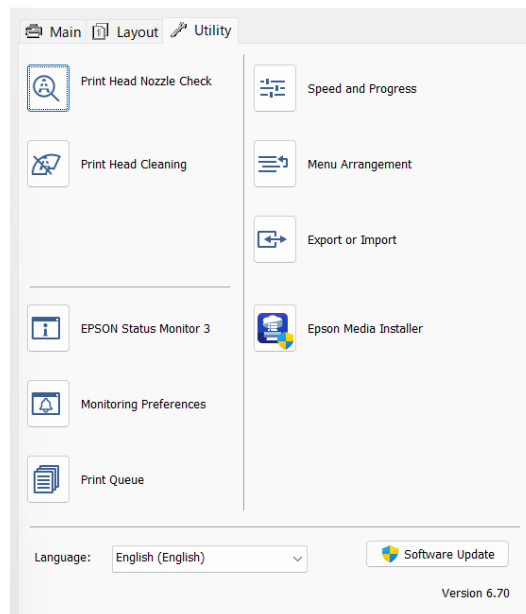 Main Layout Utility
Print Head Nozzle Check
Speed and Progress
Print Head Cleaning
Menu Arrangement
Export or Import
EPSON Status Monitor 3
Epson Media Installer
Monitoring Preferences
Print Queue
Language: English (English)
Software Update
Version 6.70